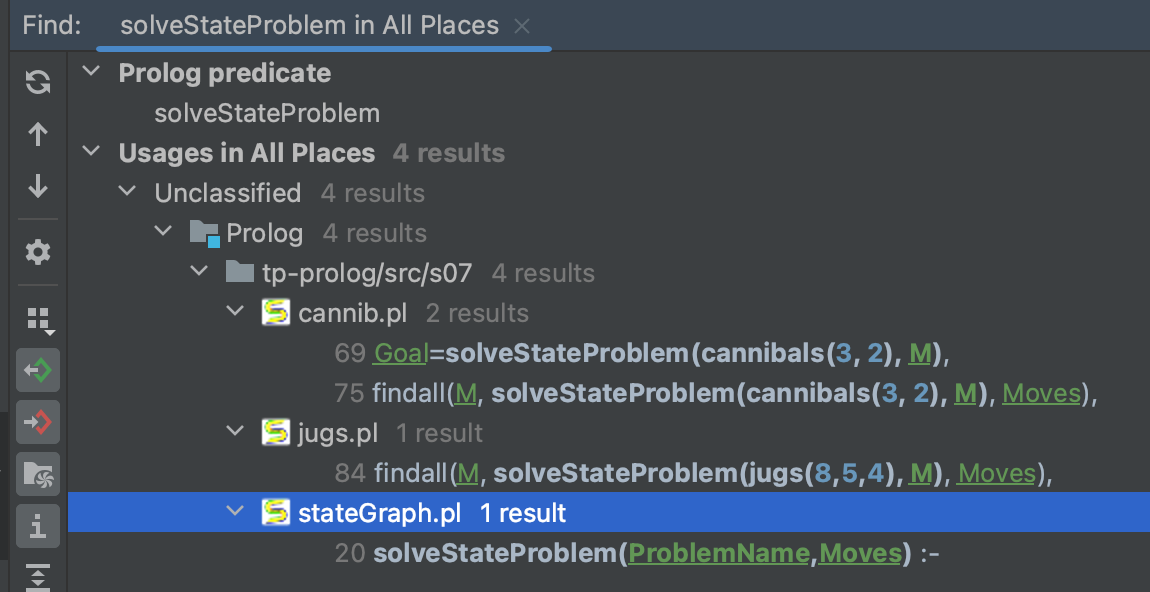 Find: solveStateProblem in All Places
Prolog predicate
solveStateProblem
Usages in All Places 4 results
Unclassified 4 results
Prolog 4 results
tp-prolog/src/s07 4 results
cannib.pl 2 results
69 Goal=solveStateProblem(cannibals(3, 2), M),
75 findall(M, solveStateProblem(cannibals(3, 2), M), Moves),
jugs.pl 1 result
84 findall(M, solveStateProblem(jugs(8,5,4), M), Moves),
stateGraph.pl 1 result
20 solveStateProblem(ProblemName,Moves) :-